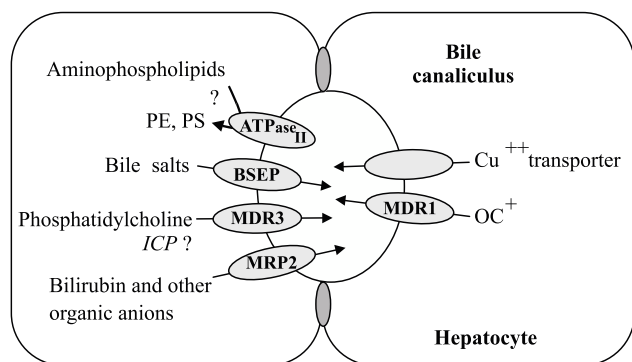 Bile
canaliculus
Aminophospholipids
?
PE, PS
ATPase II
Bile salts
BSEP
Cu ++ transporter
Phosphatidylcholine
MDR3
MDR1
OC+
ICP ?
MRP2
Bilirubin and other
organic anions
Hepatocyte